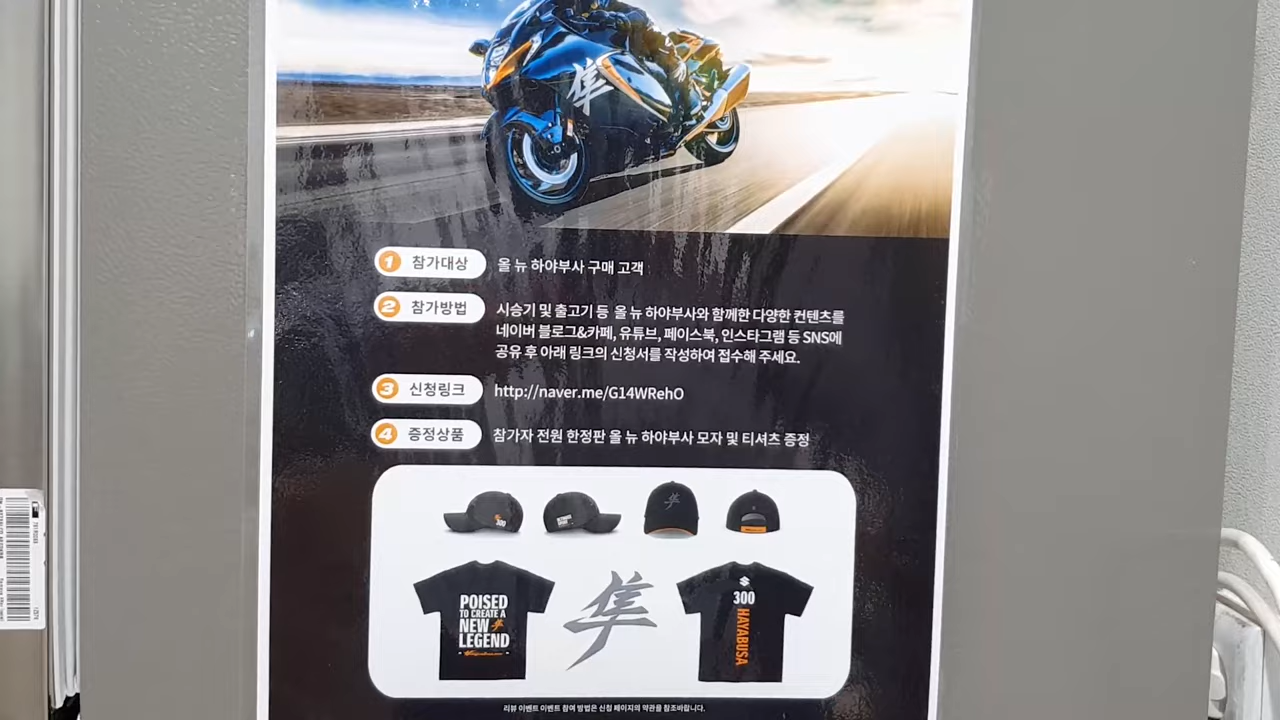 隼
1 참가대상
올 뉴 하야부사 구매 고객
2 참가방법
시승기 및 출고기 등 올 뉴 하야부사와 함께한 다양한 컨텐츠를
네이버 블로그&카페, 유튜브, 페이스북, 인스타그램 등 SNS에
공유 후 아래 링크의 신청서를 작성하여 접수해 주세요.
3 신청링크
http://naver.me/G14WRehO
4 증정상품
참가자 전원 한정판 올 뉴 하야부사 모자 및 티셔츠 증정
300
隼
POISED
TO CREATE A
NEW 隼
LEGEND
隼
300
HAYABUSA
리뷰 이벤트 이벤트 참여 방법은 신청 페이지의 약관을 참조바랍니다.